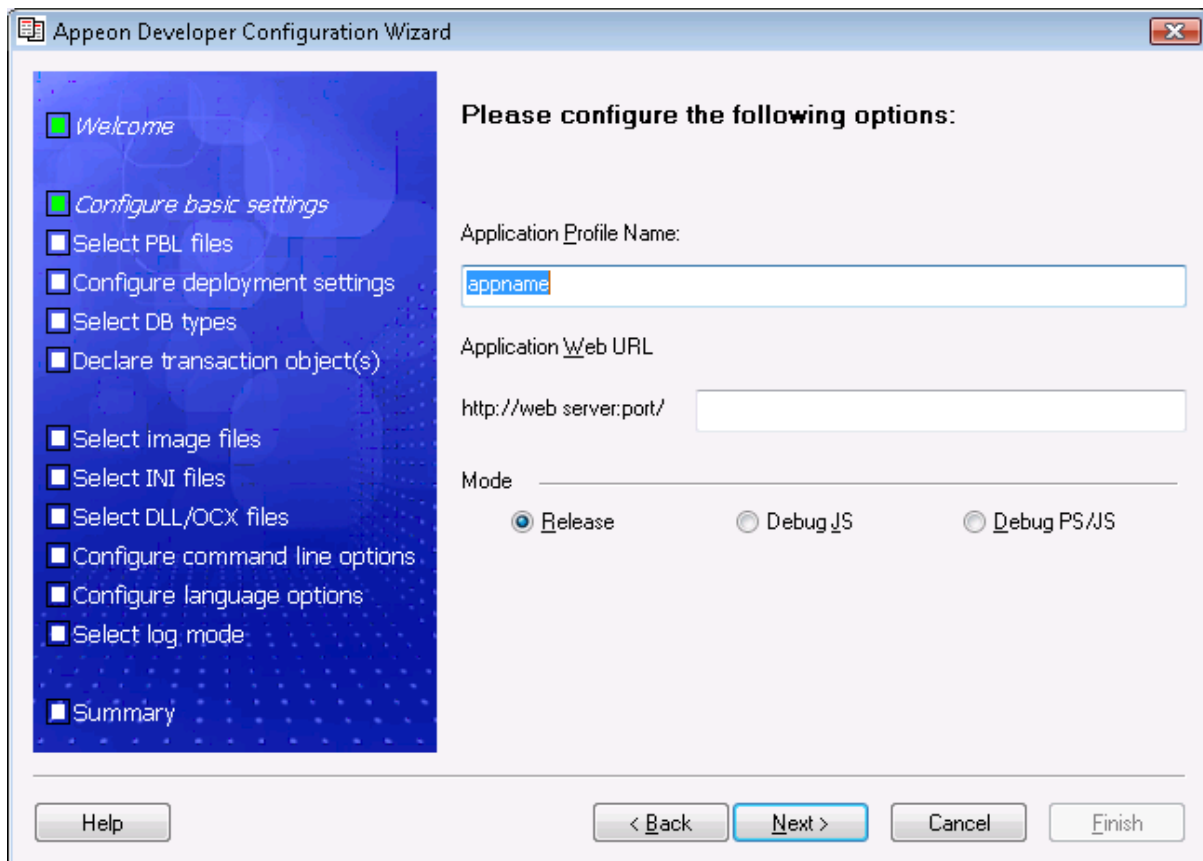 Appeon Developer Configuration Wizard
Welcome
Configure basic settings
Select PBL files
Configure deployment settings
Select DB types
Declare transaction object(s)
Select image files
Select INI files
Select DLL/OCX files
Configure command line options
Configure language options
Select log mode
Summary
Please configure the following options:
Application Profile Name:
appname
Application Web URL
http://web server:port/
Mode
Release
Debug JS
Debug PS/JS
Help
< Back
Next >
Cancel
Finish